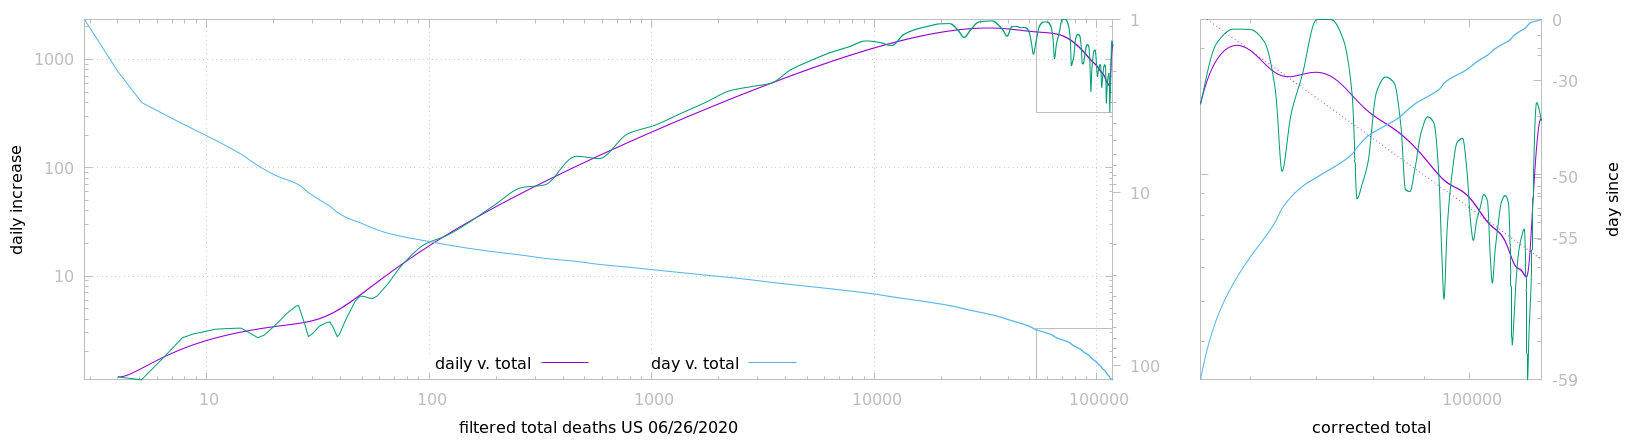 1000
100
10
daily increase
10
100
1000
10000
100000
1
10
100
daily v. total
day v. total
filtered total deaths US 06/26/2020
0
-30
-50
-55
-59
day since
100000
corrected total